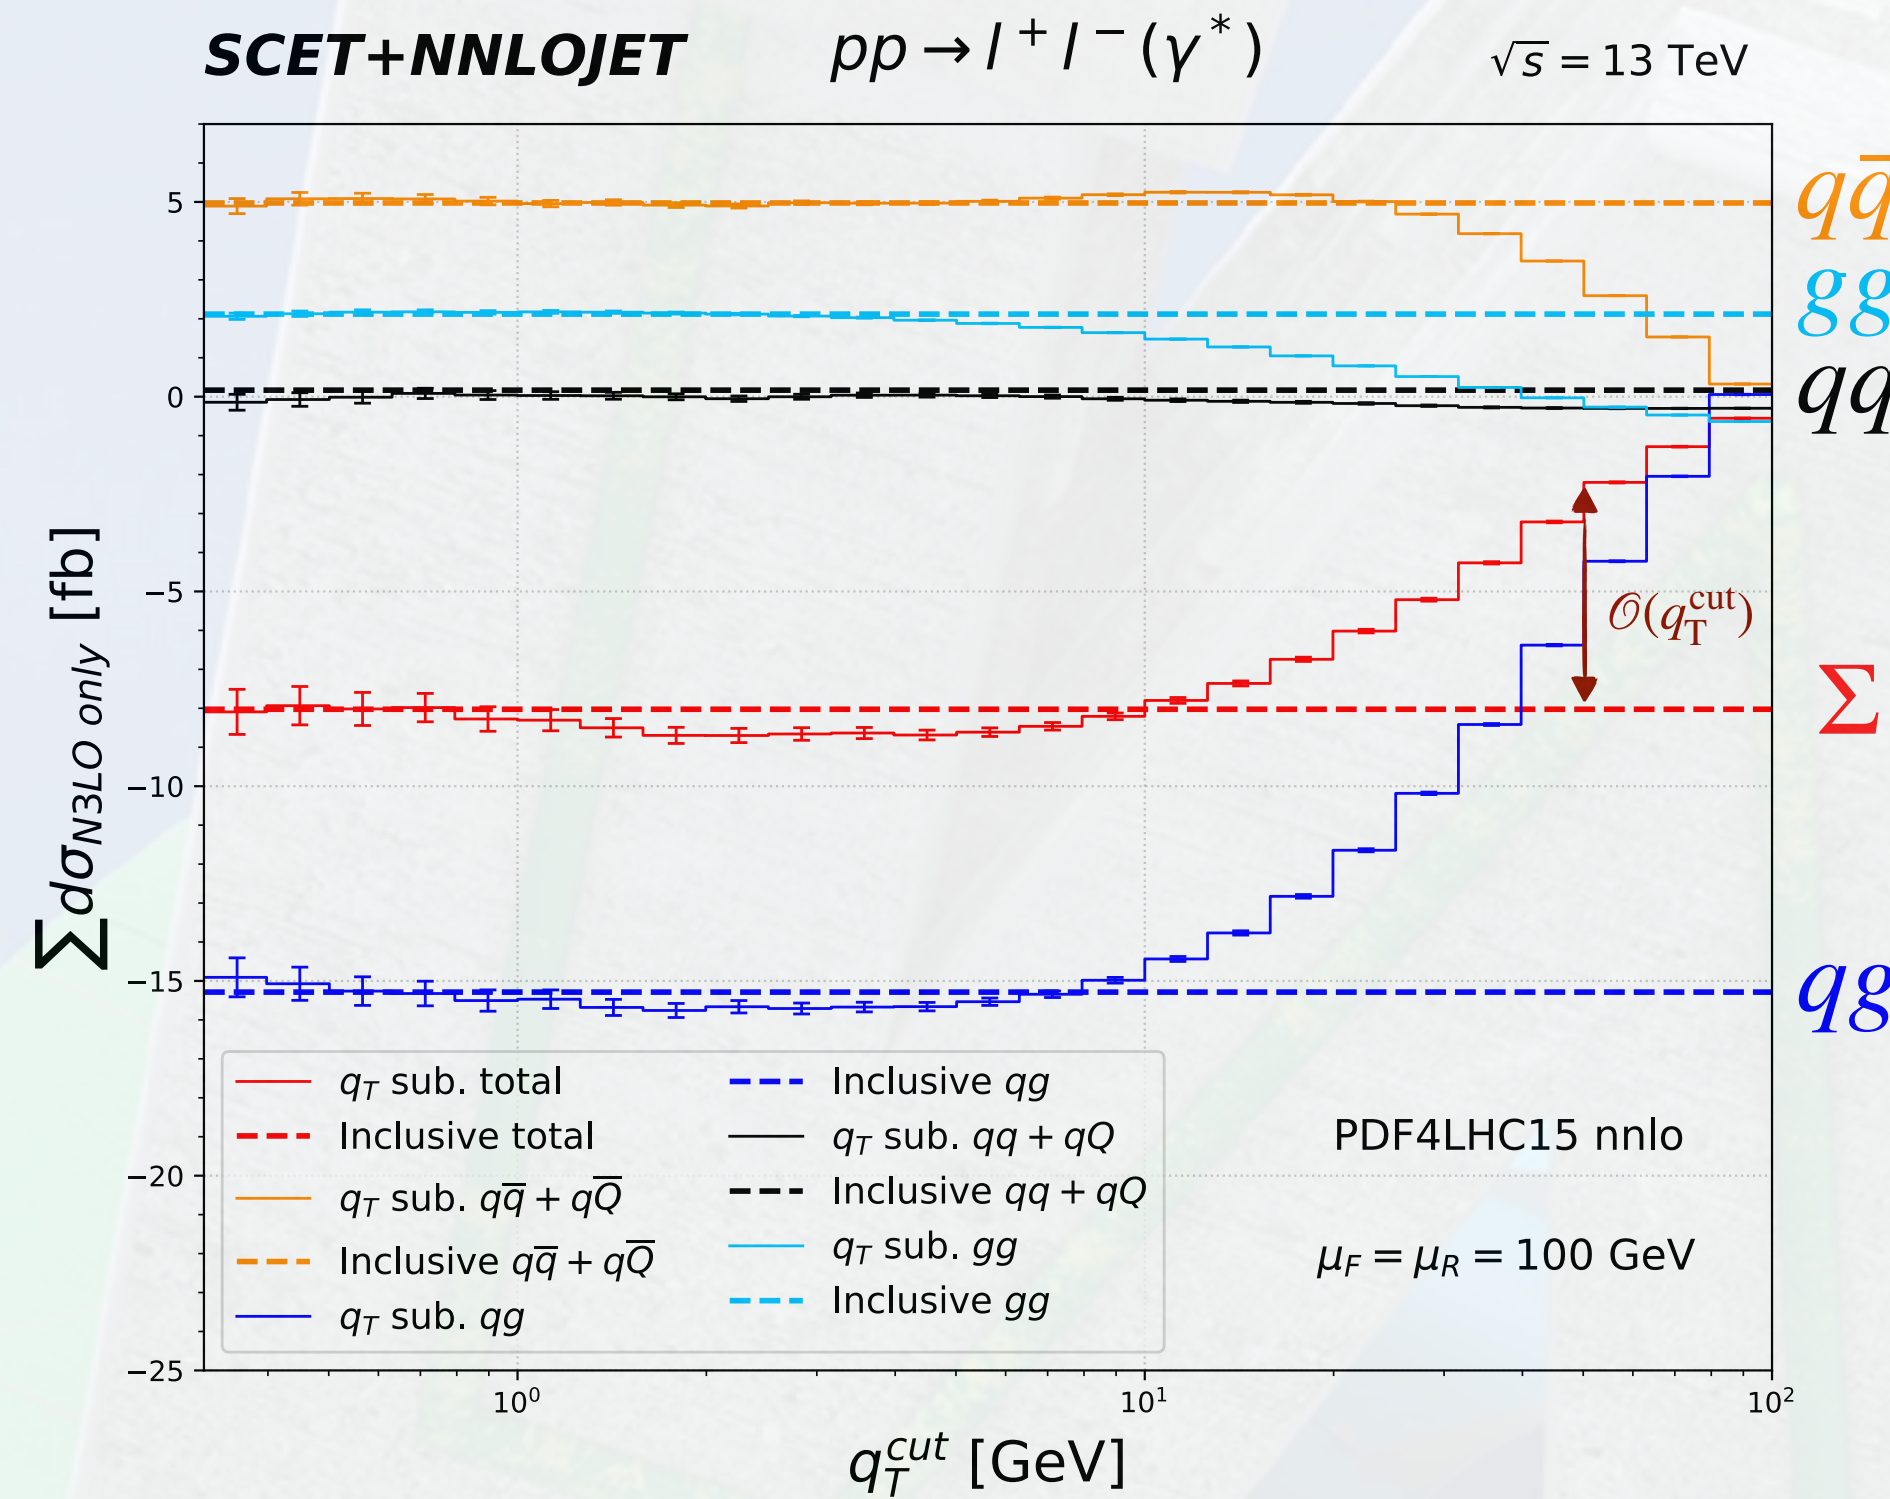 SCET+NNLOJET
pp → l⁺l⁻(γ*)
√s = 13 TeV
∑dσ_{N3LO only} [fb]
5
0
−5
−10
−15
−20
−25
10⁰
10¹
10²
q_T^{cut} [GeV]
qq̅
gg
qq
Σ
qg
𝒪(q_T^{cut})
q_T sub. total
Inclusive total
q_T sub. qq̅ + qQ̅
Inclusive qq̅ + qQ̅
q_T sub. qg
Inclusive qg
q_T sub. qq + qQ
Inclusive qq + qQ
q_T sub. gg
Inclusive gg
PDF4LHC15 nnlo
μ_F = μ_R = 100 GeV